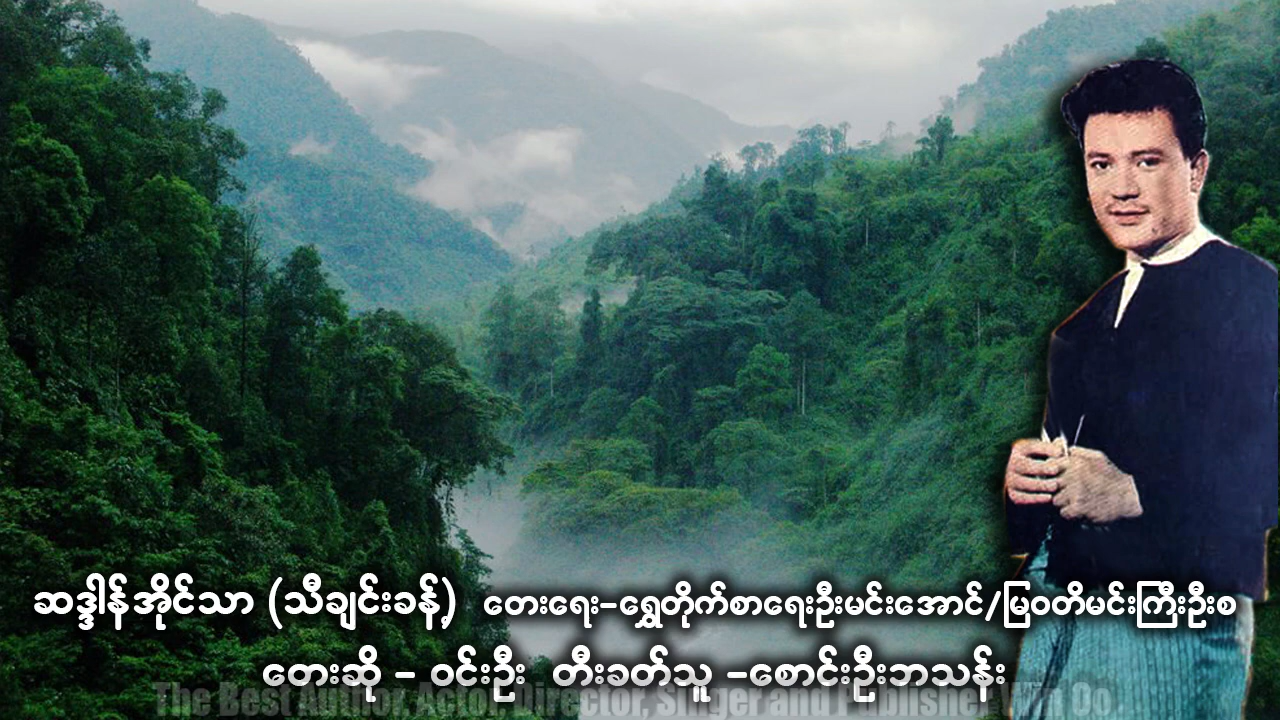 ဆဒ္ဒါန်အိုင်သာ (သီချင်းခန့်) တေးရေး-ရွှေတိုက်စာရေးဦးမင်းအောင်/မြဝတီမင်းကြီးဦးစ
တေးဆို - ဝင်းဦး တီးခတ်သူ -စောင်းဦးဘသန်း
The Best Author, Actor, Director, Singer and Publisher Win Oo